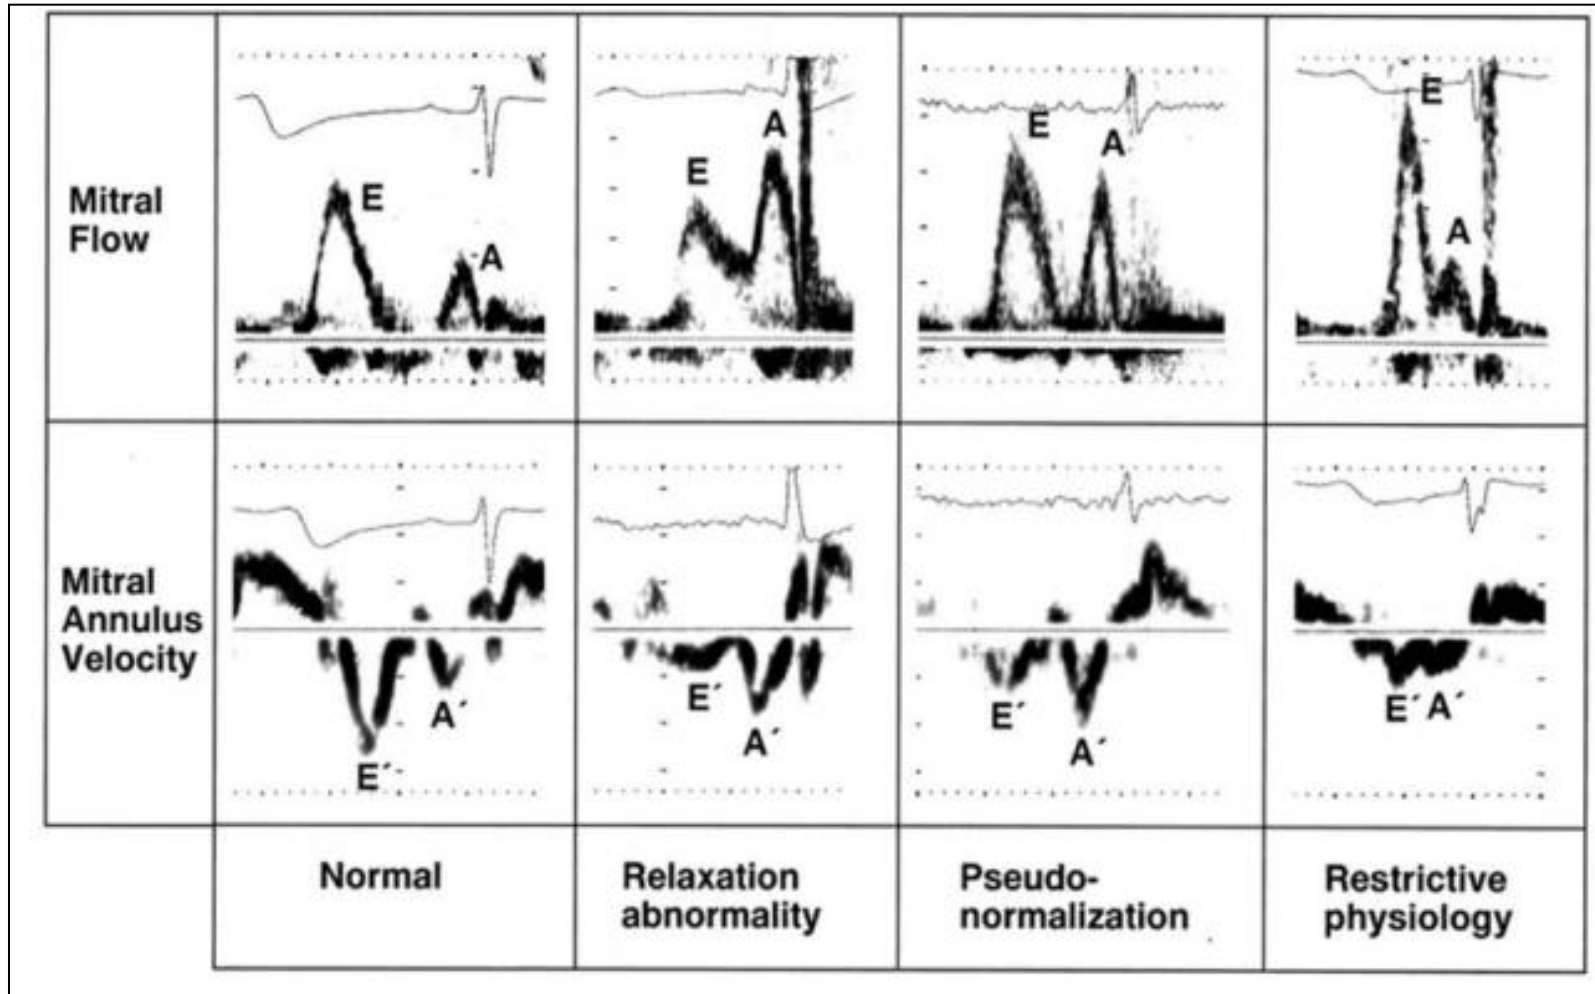 Mitral
Flow
E
A
E
A
E
A
E
A
Mitral
Annulus
Velocity
E´
A´
E´
A´
E´
A´
E´ A´
Normal
Relaxation
abnormality
Pseudo-
normalization
Restrictive
physiology